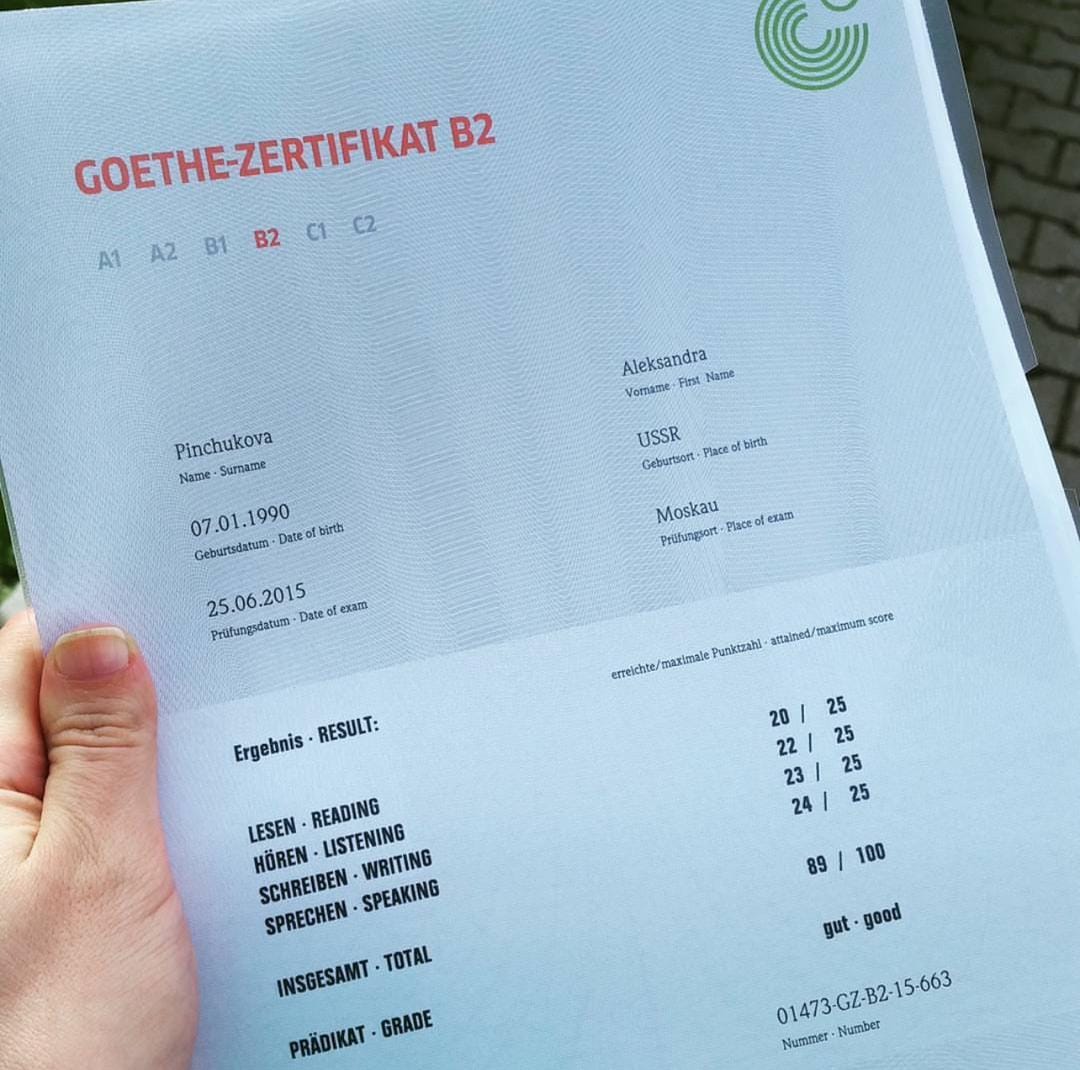 GOETHE-ZERTIFIKAT B2
A1 A2 B1 B2 C1 C2
Pinchukova
Name · Surname
Aleksandra
Vorname · First Name
07.01.1990
Geburtsdatum · Date of birth
USSR
Geburtsort · Place of birth
25.06.2015
Prüfungsdatum · Date of exam
Moskau
Prüfungsort · Place of exam
erreichte/maximale Punktzahl · attained/maximum score
Ergebnis · RESULT:
LESEN · READING 20 / 25
HÖREN · LISTENING 22 / 25
SCHREIBEN · WRITING 23 / 25
SPRECHEN · SPEAKING 24 / 25
INSGESAMT · TOTAL 89 / 100
PRÄDIKAT · GRADE gut · good
01473-GZ-B2-15-663
Nummer · Number